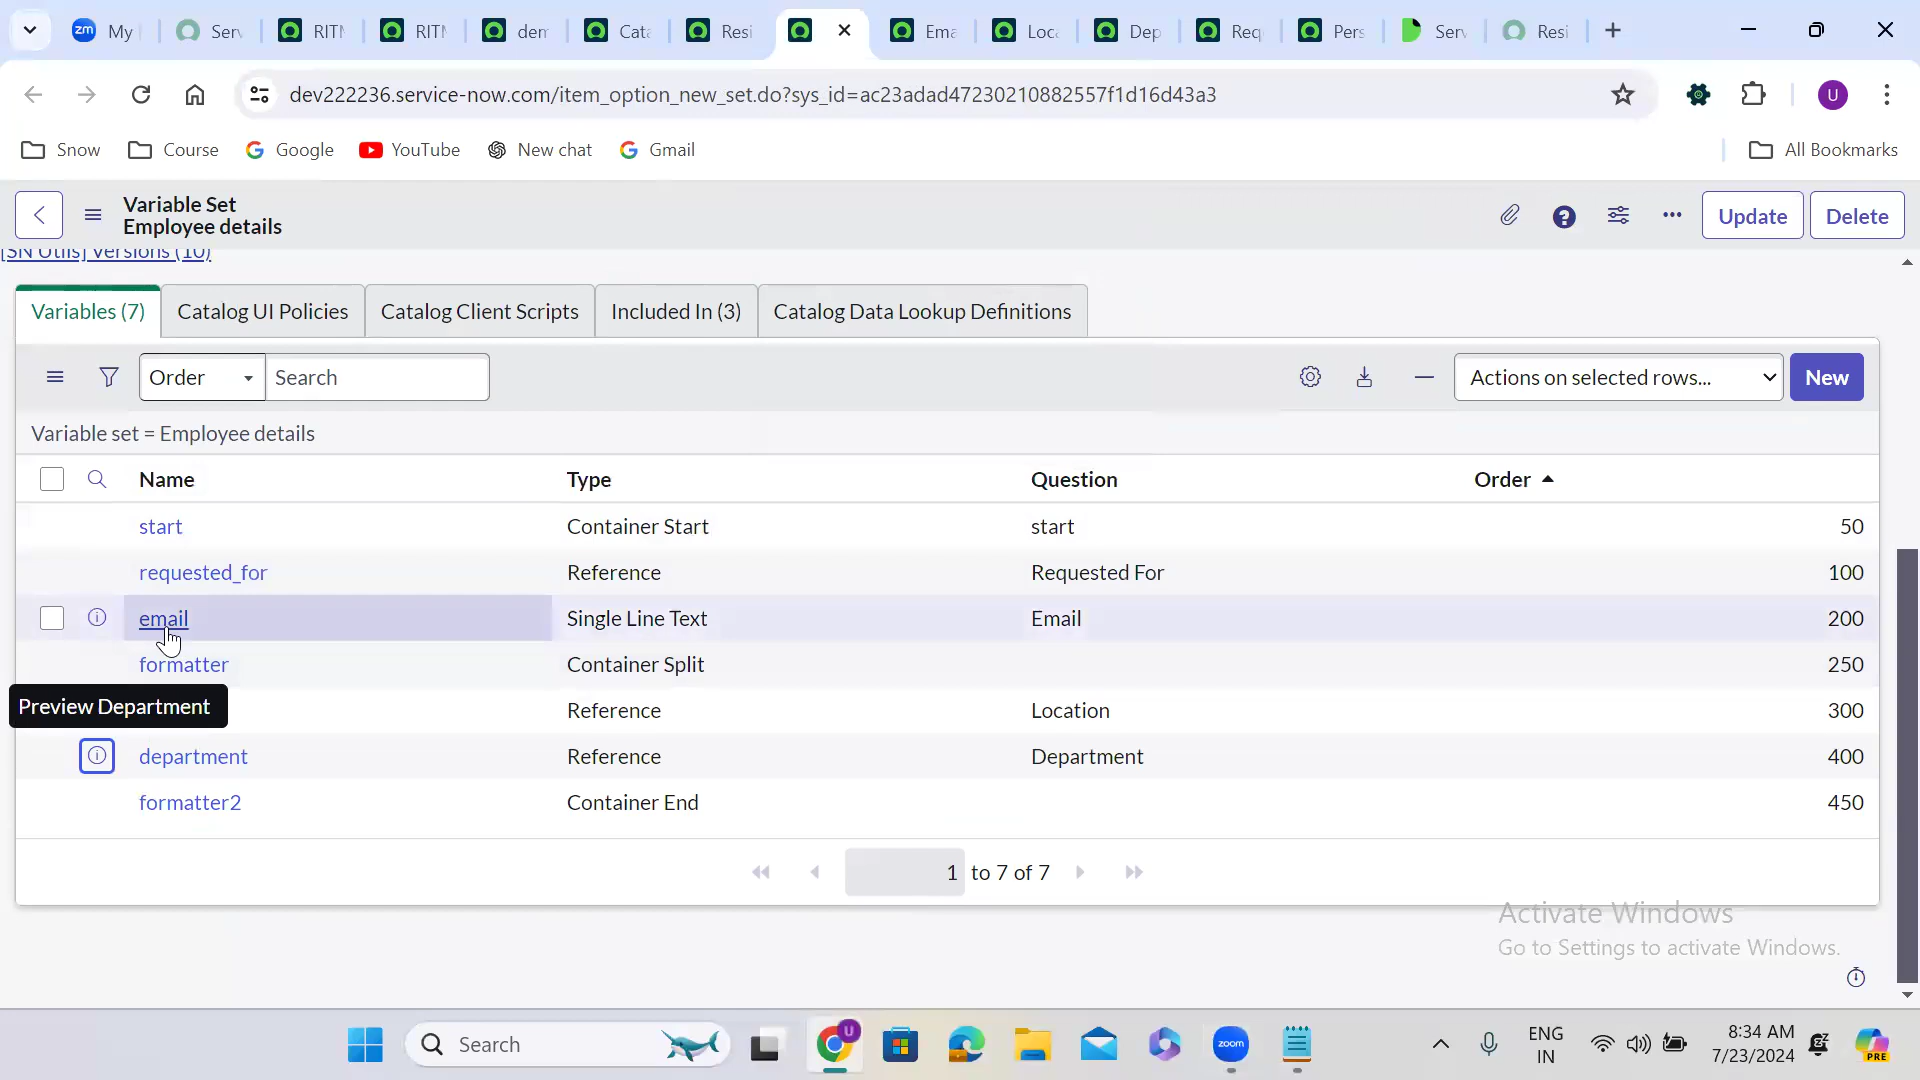 zm My
Serv
RITM
RITM
dem
Cata
Resi
Ema
Loc
Dep
Req
Pers
Serv
Resi
dev222236.service-now.com/item_option_new_set.do?sys_id=ac23adad47230210882557f1d16d43a3
U
Snow
Course
Google
YouTube
New chat
Gmail
All Bookmarks
Variable Set
Employee details
Update
Delete
[SN Utils] Versions (10)
Variables (7)
Catalog UI Policies
Catalog Client Scripts
Included In (3)
Catalog Data Lookup Definitions
Order
Search
Actions on selected rows...
New
Variable set = Employee details
Name Type Question Order
start Container Start start 50
requested_for Reference Requested For 100
email Single Line Text Email 200
formatter Container Split 250
Preview Department
Reference Location 300
department Reference Department 400
formatter2 Container End 450
1 to 7 of 7
Activate Windows
Go to Settings to activate Windows.
Search
U
zoom
ENG
IN
8:34 AM
7/23/2024
PRE